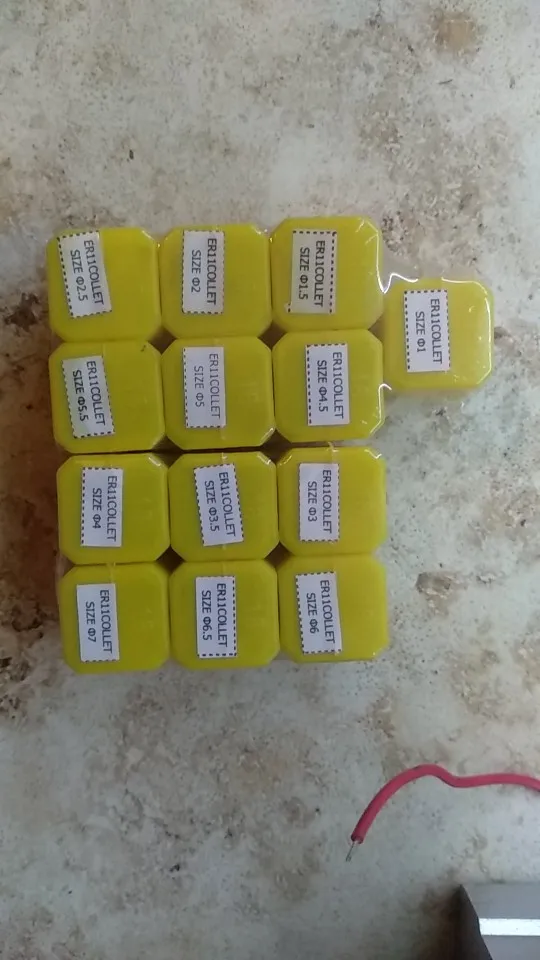 ER11COLLET
SIZE Φ2.5
ER11COLLET
SIZE Φ2
ER11COLLET
SIZE Φ1.5
ER11COLLET
SIZE Φ1
ER11COLLET
SIZE Φ5.5
ER11COLLET
SIZE Φ5
ER11COLLET
SIZE Φ4.5
ER11COLLET
SIZE Φ4
ER11COLLET
SIZE Φ3.5
ER11COLLET
SIZE Φ3
ER11COLLET
SIZE Φ7
ER11COLLET
SIZE Φ6.5
ER11COLLET
SIZE Φ6